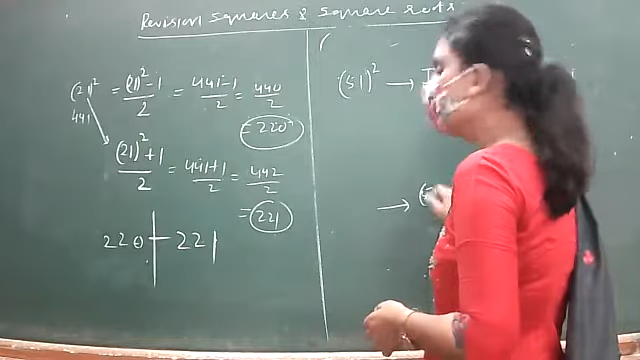 Revision squares & square roots
(21)² = (21)²-1 / 2 = 441-1 / 2 = 440 / 2
441
= 220
(21)²+1 / 2 = 441+1 / 2 = 442 / 2
= 221
220 + 221
(51)² →
→